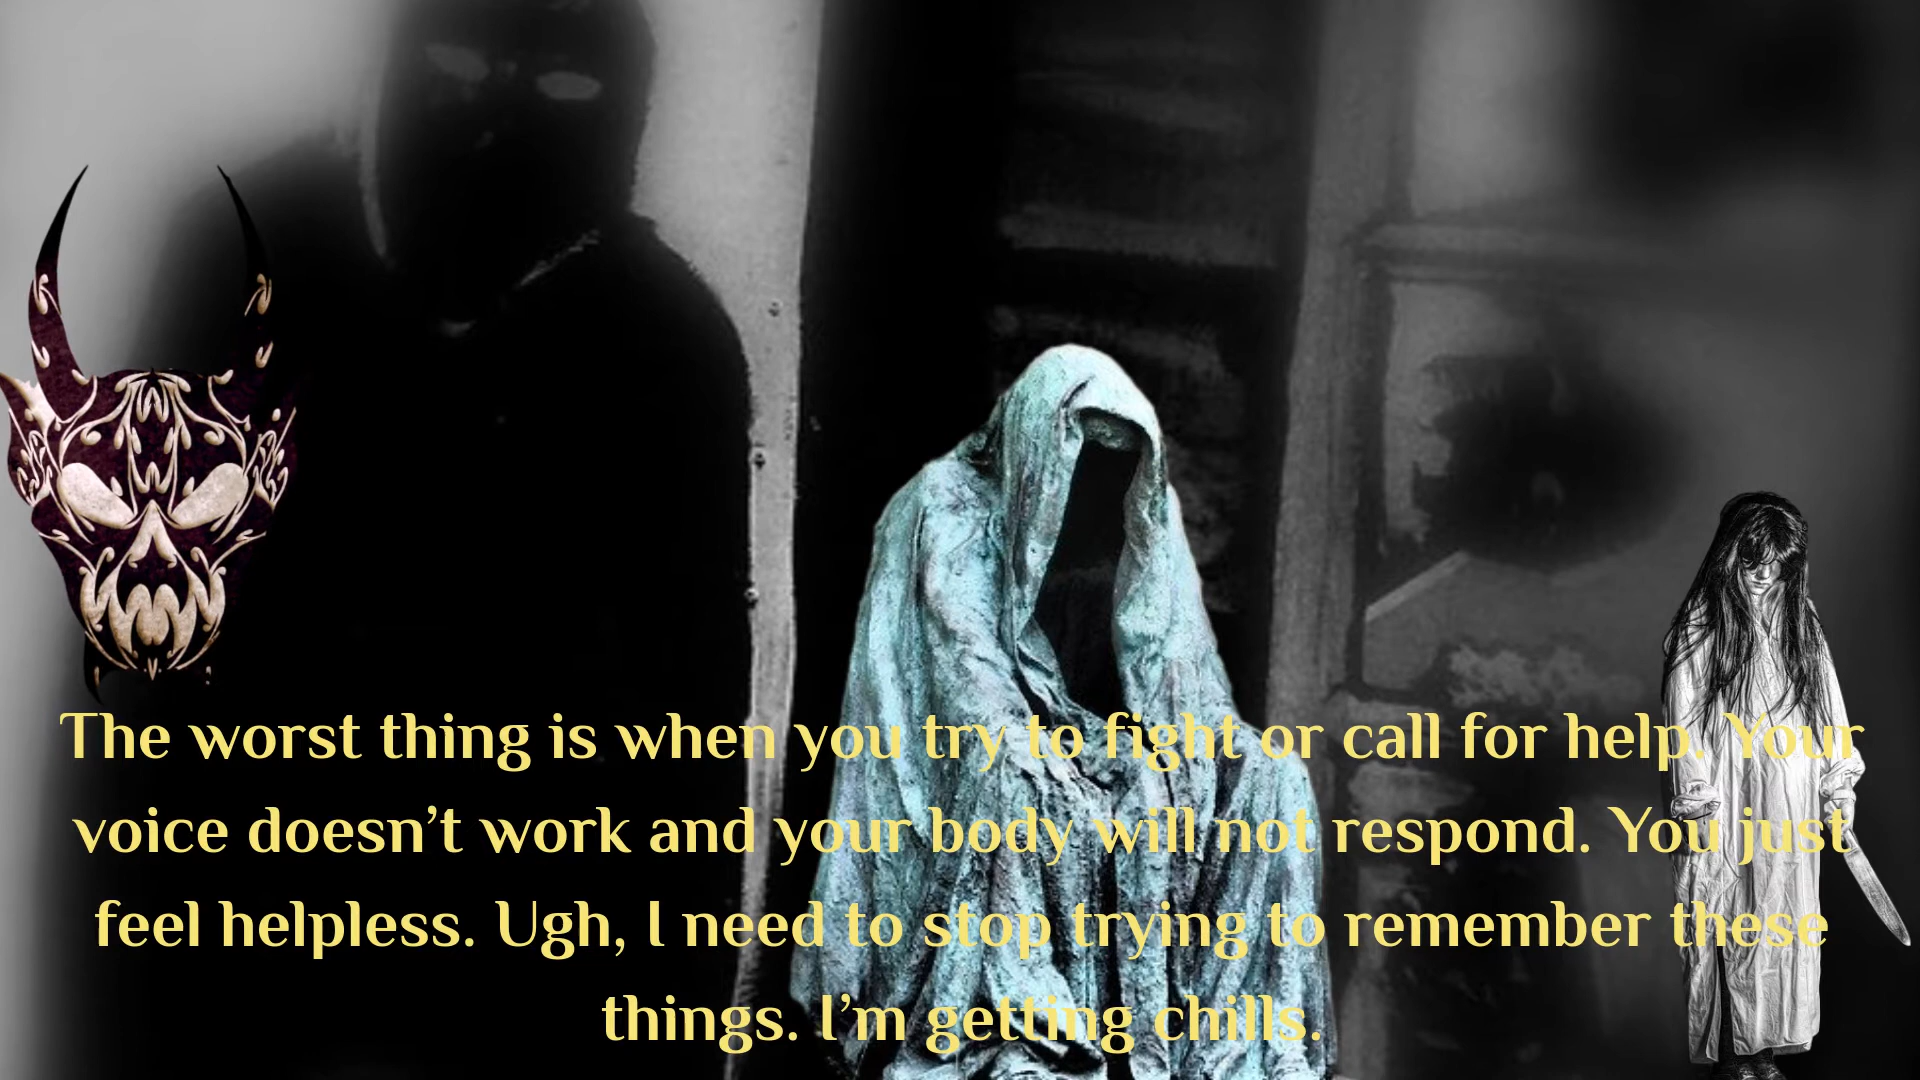 The worst thing is when you try to fight or call for help. Your
voice doesn’t work and your body will not respond. You just
feel helpless. Ugh, I need to stop trying to remember these
things. I’m getting chills.